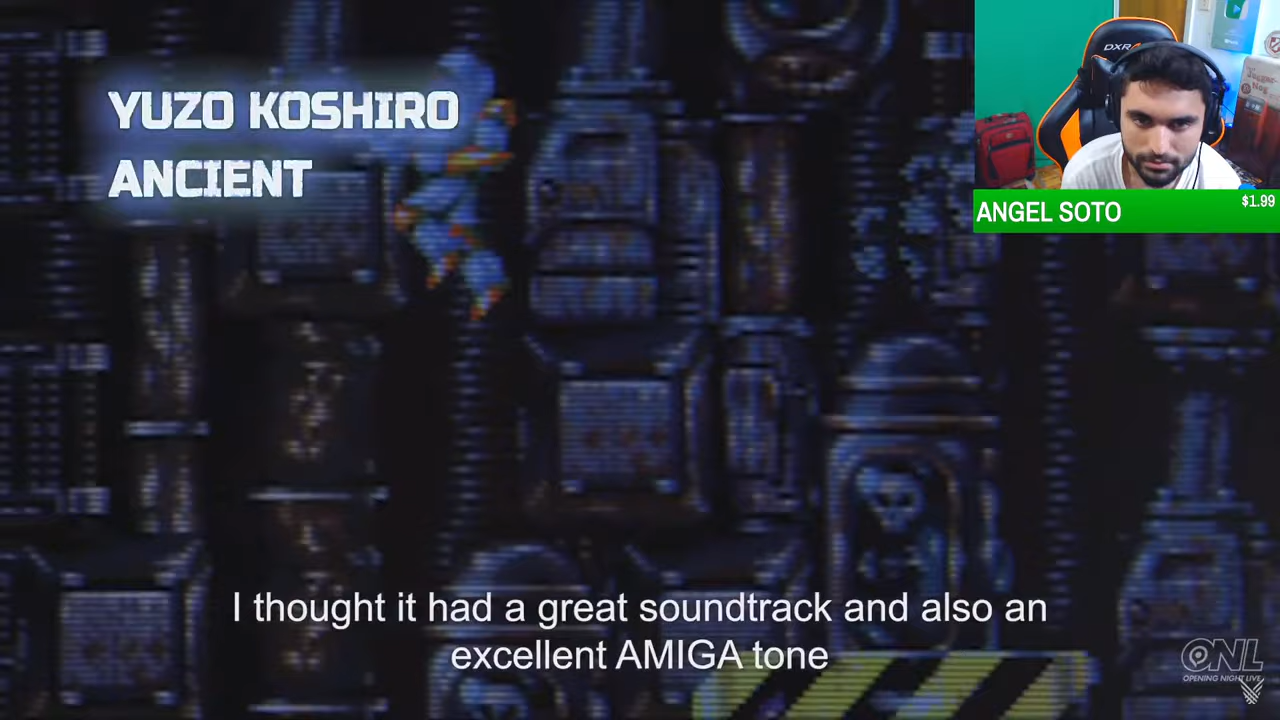 YUZO KOSHIRO
ANCIENT
DXR
ANGEL SOTO
$1.99
I thought it had a great soundtrack and also an
excellent AMIGA tone
ONL
OPENING NIGHT LIVE